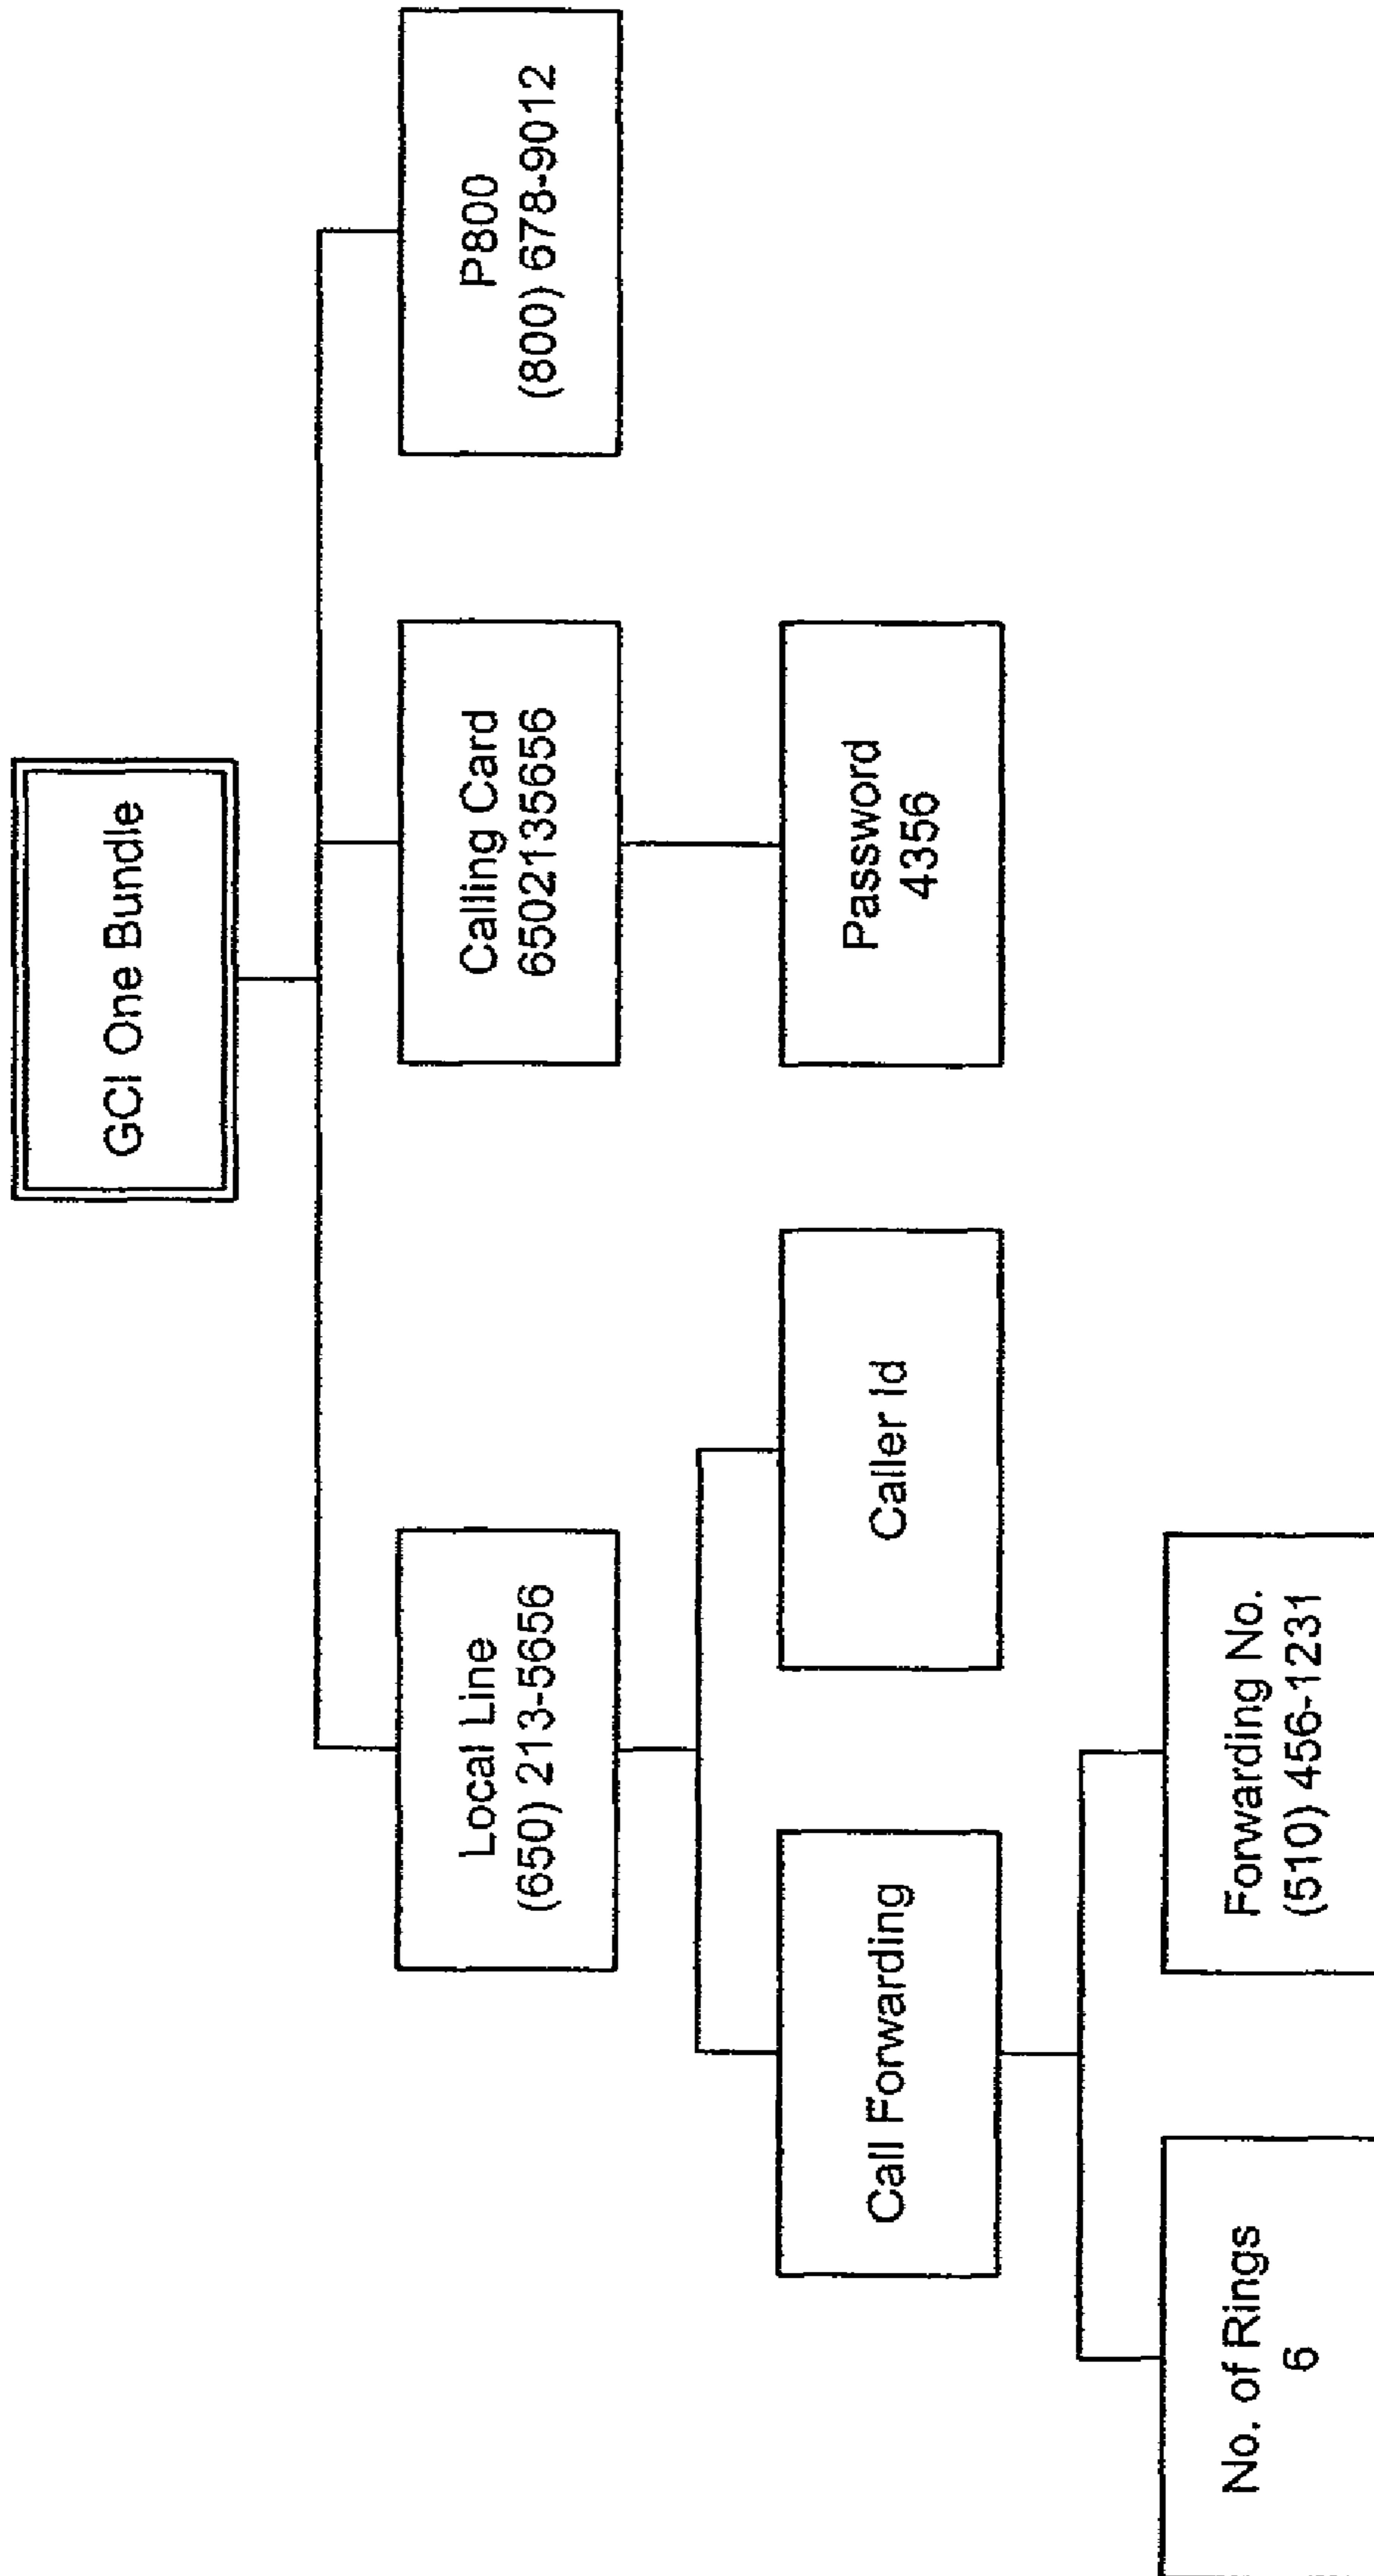 GCI One Bundle
Local Line
(650) 213-5656
Calling Card
6502135656
P800
(800) 678-9012
Call Forwarding
Caller Id
Password
4356
No. of Rings
6
Forwarding No.
(510) 456-1231